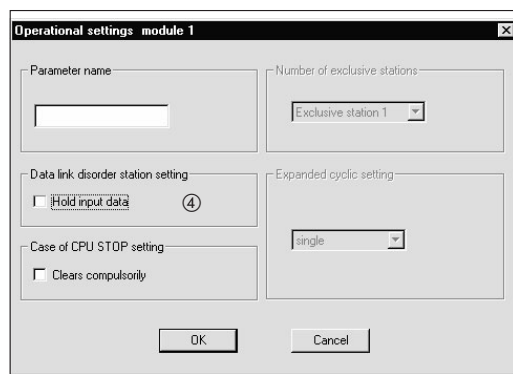 Operational settings module 1
Parameter name
Number of exclusive stations
Exclusive station 1
Data link disorder station setting
Hold input data
④
Expanded cyclic setting
single
Case of CPU STOP setting
Clears compulsorily
OK
Cancel